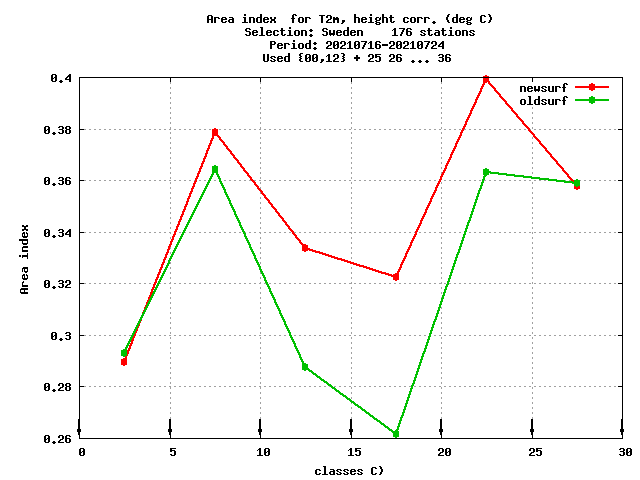 Area index  for T2m, height corr. (deg C)
Selection: Sweden    176 stations
Period: 20210716-20210724
Used {00,12} + 25 26 ... 36
newsurf
oldsurf
0.4
0.38
0.36
0.34
0.32
0.3
0.28
0.26
Area index
0 5 10 15 20 25 30
classes C)